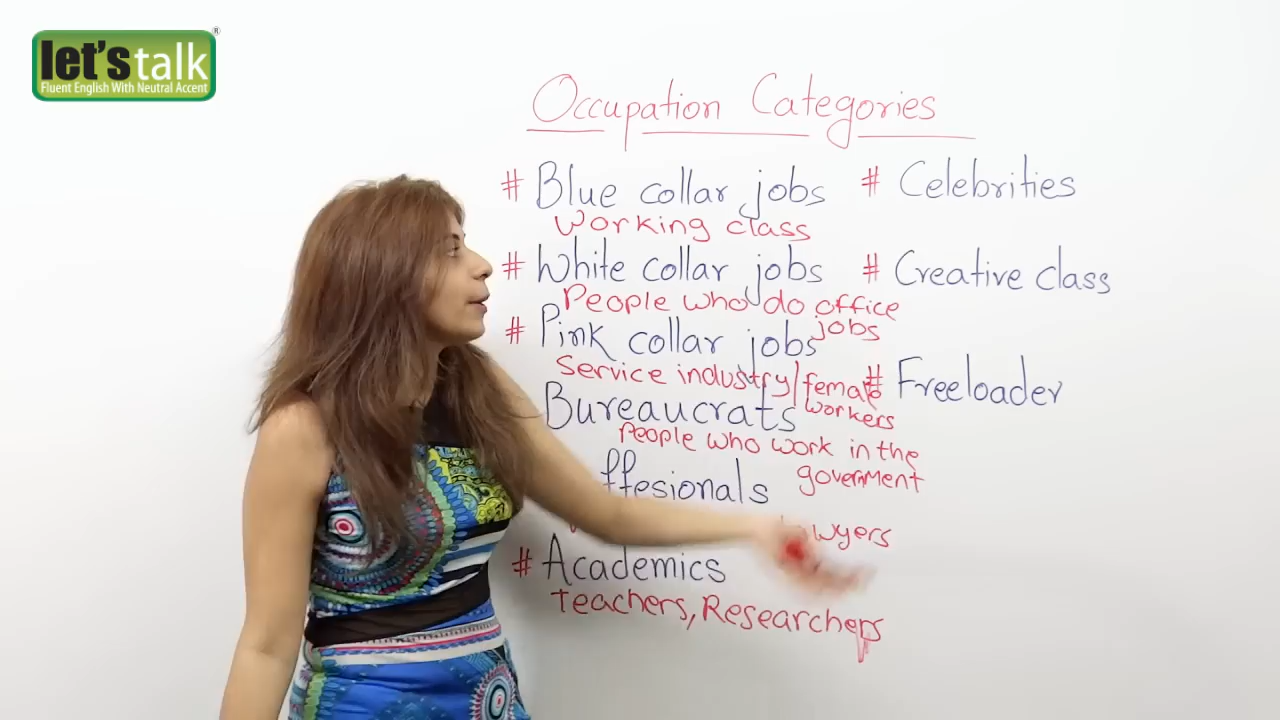 let's talk®
Fluent English With Neutral Accent
Occupation Categories
# Blue collar jobs
working class
# White collar jobs
People who do office
jobs
# Pink collar jobs
Service industry/female
workers
Bureaucrats
People who work in the
government
ffesionals
wyers
# Academics
teachers, Researchers
# Celebrities
# Creative class
# Freeloader